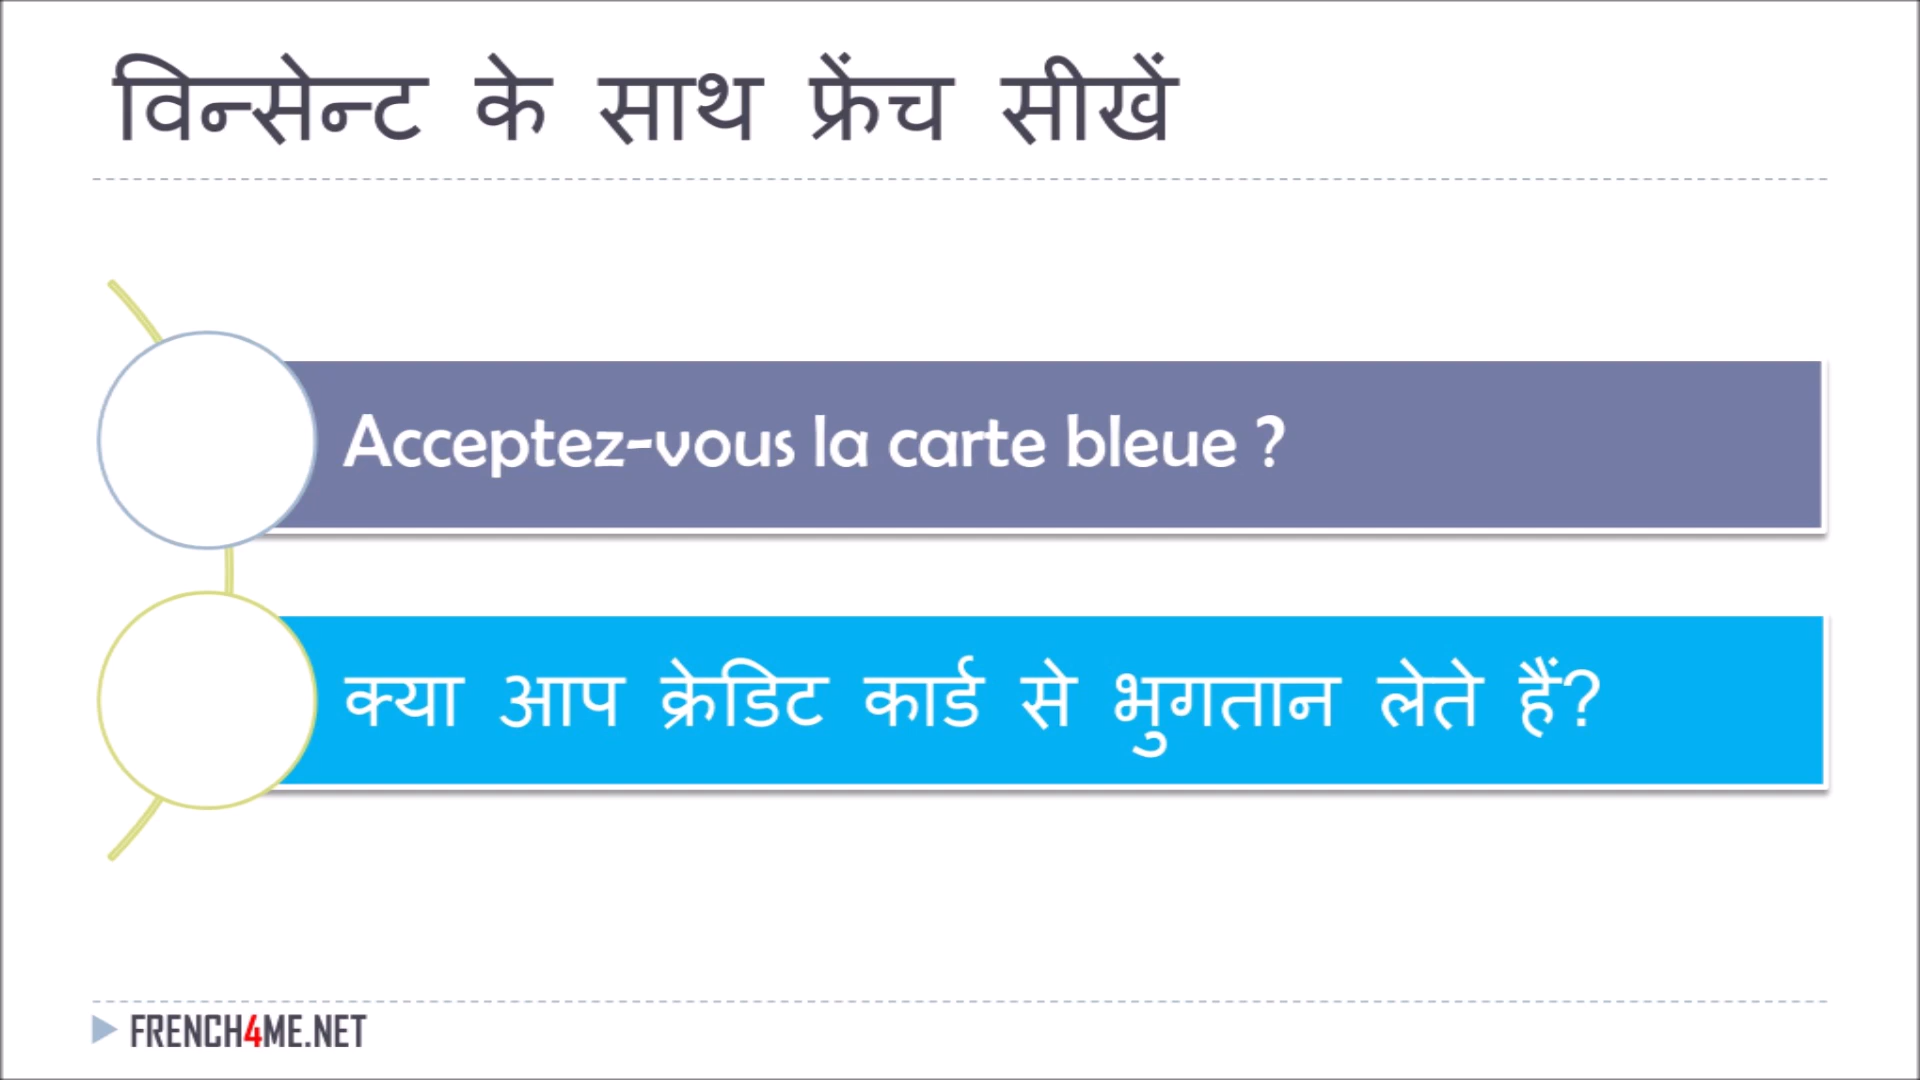 विन्सेन्ट के साथ फ्रेंच सीखें
Acceptez-vous la carte bleue ?
क्या आप क्रेडिट कार्ड से भुगतान लेते हैं?
FRENCH4ME.NET